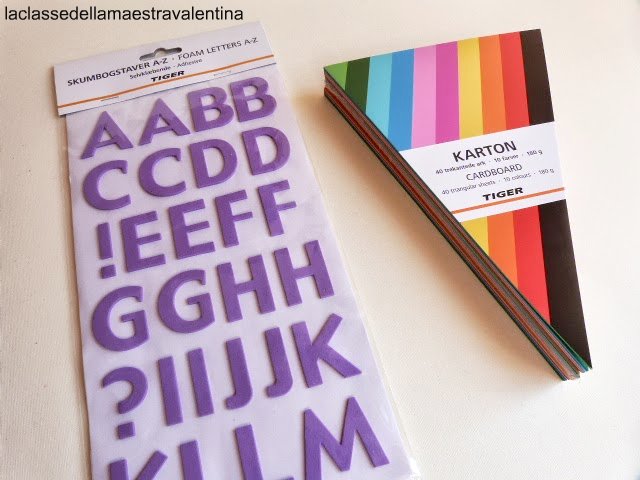 laclassedellamaestravalentina
SKUMBOGSTAVER A-Z · FOAM LETTERS A-Z
Selvklæbende · Adhesive
TIGER
AABB
CCDD
!EEFF
GGHH
?IIJJK
KLLM
KARTON
40 trekantede ark · 10 farver · 180 g
CARDBOARD
40 triangular sheets · 10 colours · 180 g
TIGER